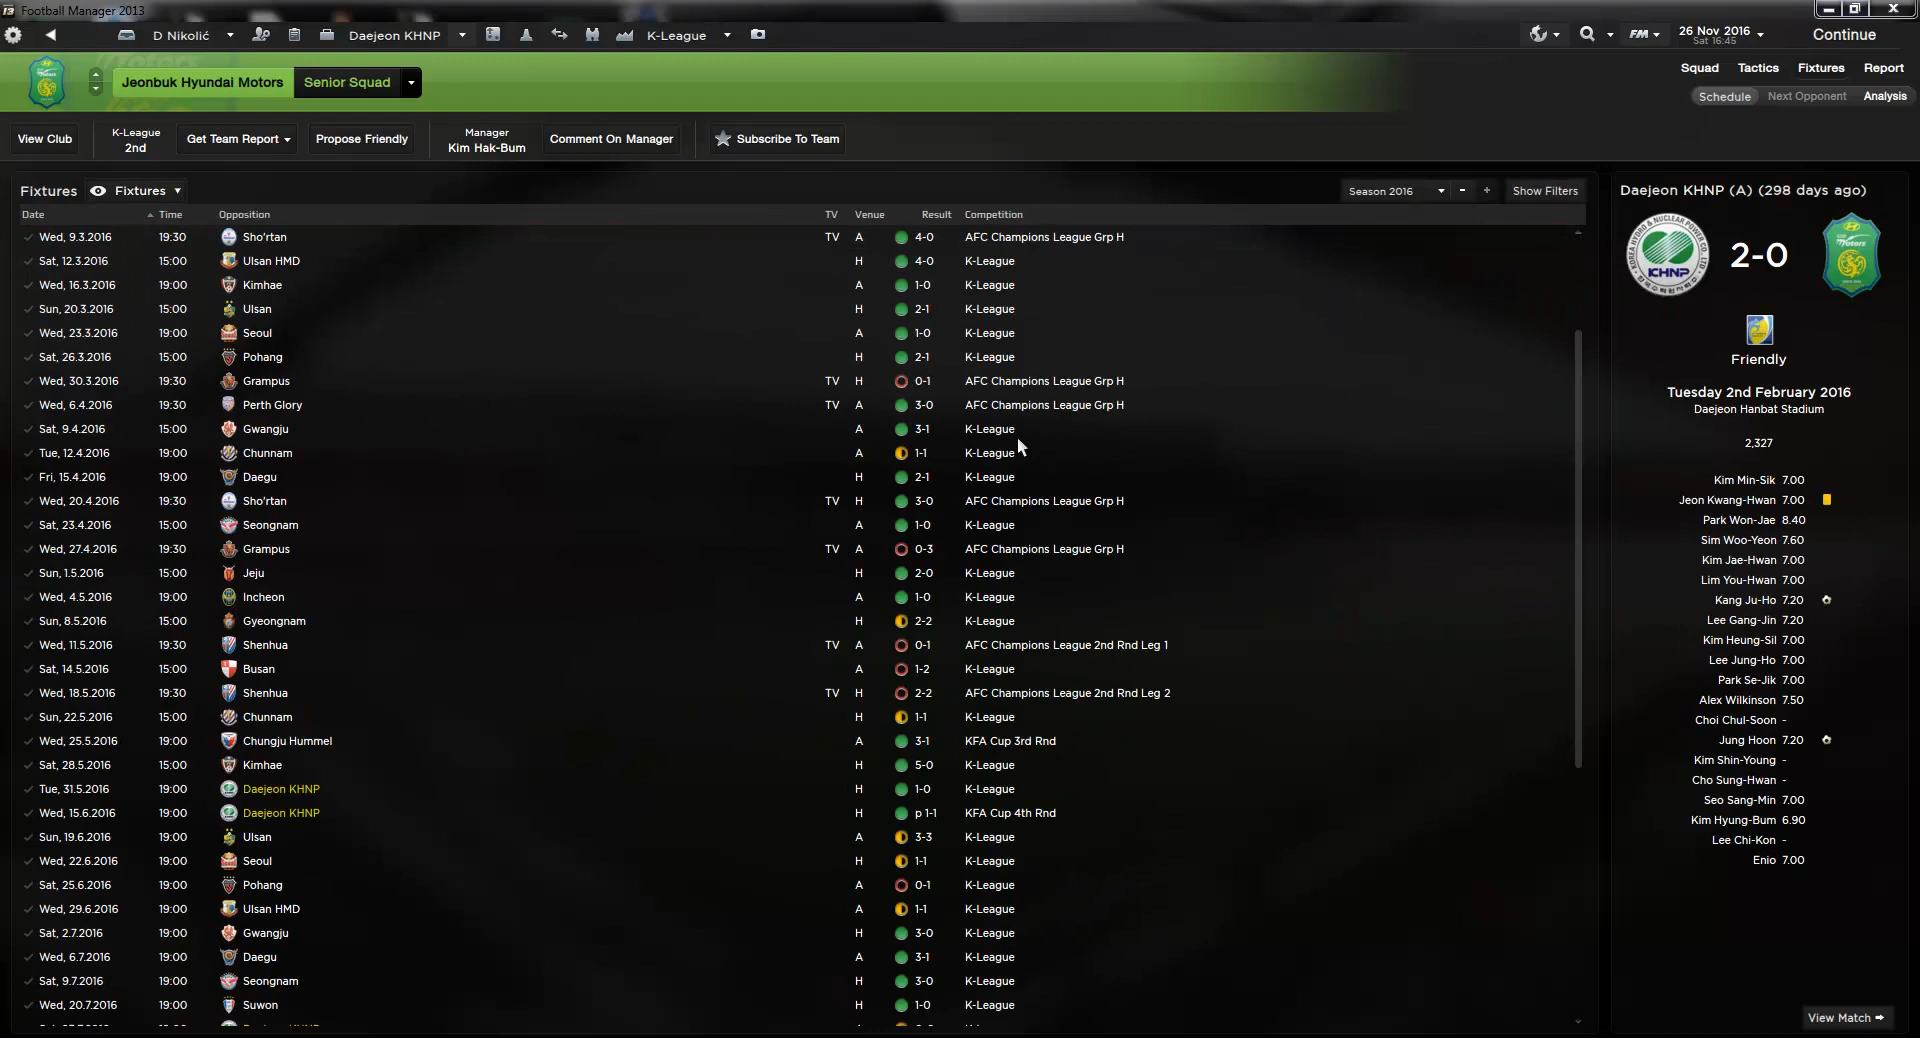 Football Manager 2013
D Nikolić Daejeon KHNP K-League FM 26 Nov 2016 Sat 16:45 Continue
Jeonbuk Hyundai Motors Senior Squad
Squad Tactics Fixtures Report
Schedule Next Opponent Analysis
View Club K-League 2nd Get Team Report Propose Friendly Manager Kim Hak-Bum Comment On Manager Subscribe To Team
Fixtures Fixtures Season 2016 - + Show Filters
Date Time Opposition TV Venue Result Competition
Wed, 9.3.2016 19:30 Sho'rtan TV A 4-0 AFC Champions League Grp H
Sat, 12.3.2016 15:00 Ulsan HMD H 4-0 K-League
Wed, 16.3.2016 19:00 Kimhae A 1-0 K-League
Sun, 20.3.2016 15:00 Ulsan H 2-1 K-League
Wed, 23.3.2016 19:00 Seoul A 1-0 K-League
Sat, 26.3.2016 15:00 Pohang H 2-1 K-League
Wed, 30.3.2016 19:30 Grampus TV H 0-1 AFC Champions League Grp H
Wed, 6.4.2016 19:30 Perth Glory TV A 3-0 AFC Champions League Grp H
Sat, 9.4.2016 15:00 Gwangju A 3-1 K-League
Tue, 12.4.2016 19:00 Chunnam A 1-1 K-League
Fri, 15.4.2016 19:00 Daegu H 2-1 K-League
Wed, 20.4.2016 19:30 Sho'rtan TV H 3-0 AFC Champions League Grp H
Sat, 23.4.2016 15:00 Seongnam A 1-0 K-League
Wed, 27.4.2016 19:30 Grampus TV A 0-3 AFC Champions League Grp H
Sun, 1.5.2016 15:00 Jeju H 2-0 K-League
Wed, 4.5.2016 19:00 Incheon A 1-0 K-League
Sun, 8.5.2016 15:00 Gyeongnam H 2-2 K-League
Wed, 11.5.2016 19:30 Shenhua TV A 0-1 AFC Champions League 2nd Rnd Leg 1
Sat, 14.5.2016 15:00 Busan A 1-2 K-League
Wed, 18.5.2016 19:30 Shenhua TV H 2-2 AFC Champions League 2nd Rnd Leg 2
Sun, 22.5.2016 15:00 Chunnam H 1-1 K-League
Wed, 25.5.2016 19:00 Chungju Hummel A 3-1 KFA Cup 3rd Rnd
Sat, 28.5.2016 15:00 Kimhae H 5-0 K-League
Tue, 31.5.2016 19:00 Daejeon KHNP H 1-0 K-League
Wed, 15.6.2016 19:00 Daejeon KHNP H p 1-1 KFA Cup 4th Rnd
Sun, 19.6.2016 19:00 Ulsan A 3-3 K-League
Wed, 22.6.2016 19:00 Seoul H 1-1 K-League
Sat, 25.6.2016 19:00 Pohang A 0-1 K-League
Wed, 29.6.2016 19:00 Ulsan HMD A 1-1 K-League
Sat, 2.7.2016 19:00 Gwangju H 3-0 K-League
Wed, 6.7.2016 19:00 Daegu A 3-1 K-League
Sat, 9.7.2016 19:00 Seongnam H 3-0 K-League
Wed, 20.7.2016 19:00 Suwon H 1-0 K-League
Daejeon KHNP (A) (298 days ago)
KHNP 2-0 Motors
Friendly
Tuesday 2nd February 2016
Daejeon Hanbat Stadium
2,327
Kim Min-Sik 7.00
Jeon Kwang-Hwan 7.00
Park Won-Jae 8.40
Sim Woo-Yeon 7.60
Kim Jae-Hwan 7.00
Lim You-Hwan 7.00
Kang Ju-Ho 7.20
Lee Gang-Jin 7.20
Kim Heung-Sil 7.00
Lee Jung-Ho 7.00
Park Se-Jik 7.00
Alex Wilkinson 7.50
Choi Chul-Soon -
Jung Hoon 7.20
Kim Shin-Young -
Cho Sung-Hwan -
Seo Sang-Min 7.00
Kim Hyung-Bum 6.90
Lee Chi-Kon -
Enio 7.00
View Match